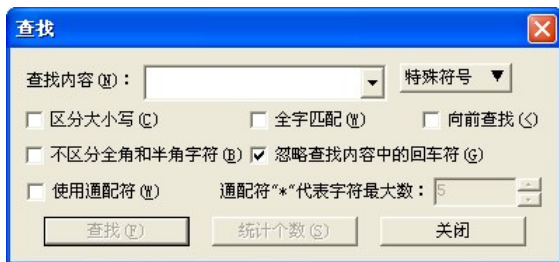 查找
查找内容(N)： 特殊符号 ▼
区分大小写(C) 全字匹配(W) 向前查找(<)
不区分全角和半角字符(B) 忽略查找内容中的回车符(G)
使用通配符(W) 通配符"*"代表字符最大数： 5
查找(F) 统计个数(S) 关闭